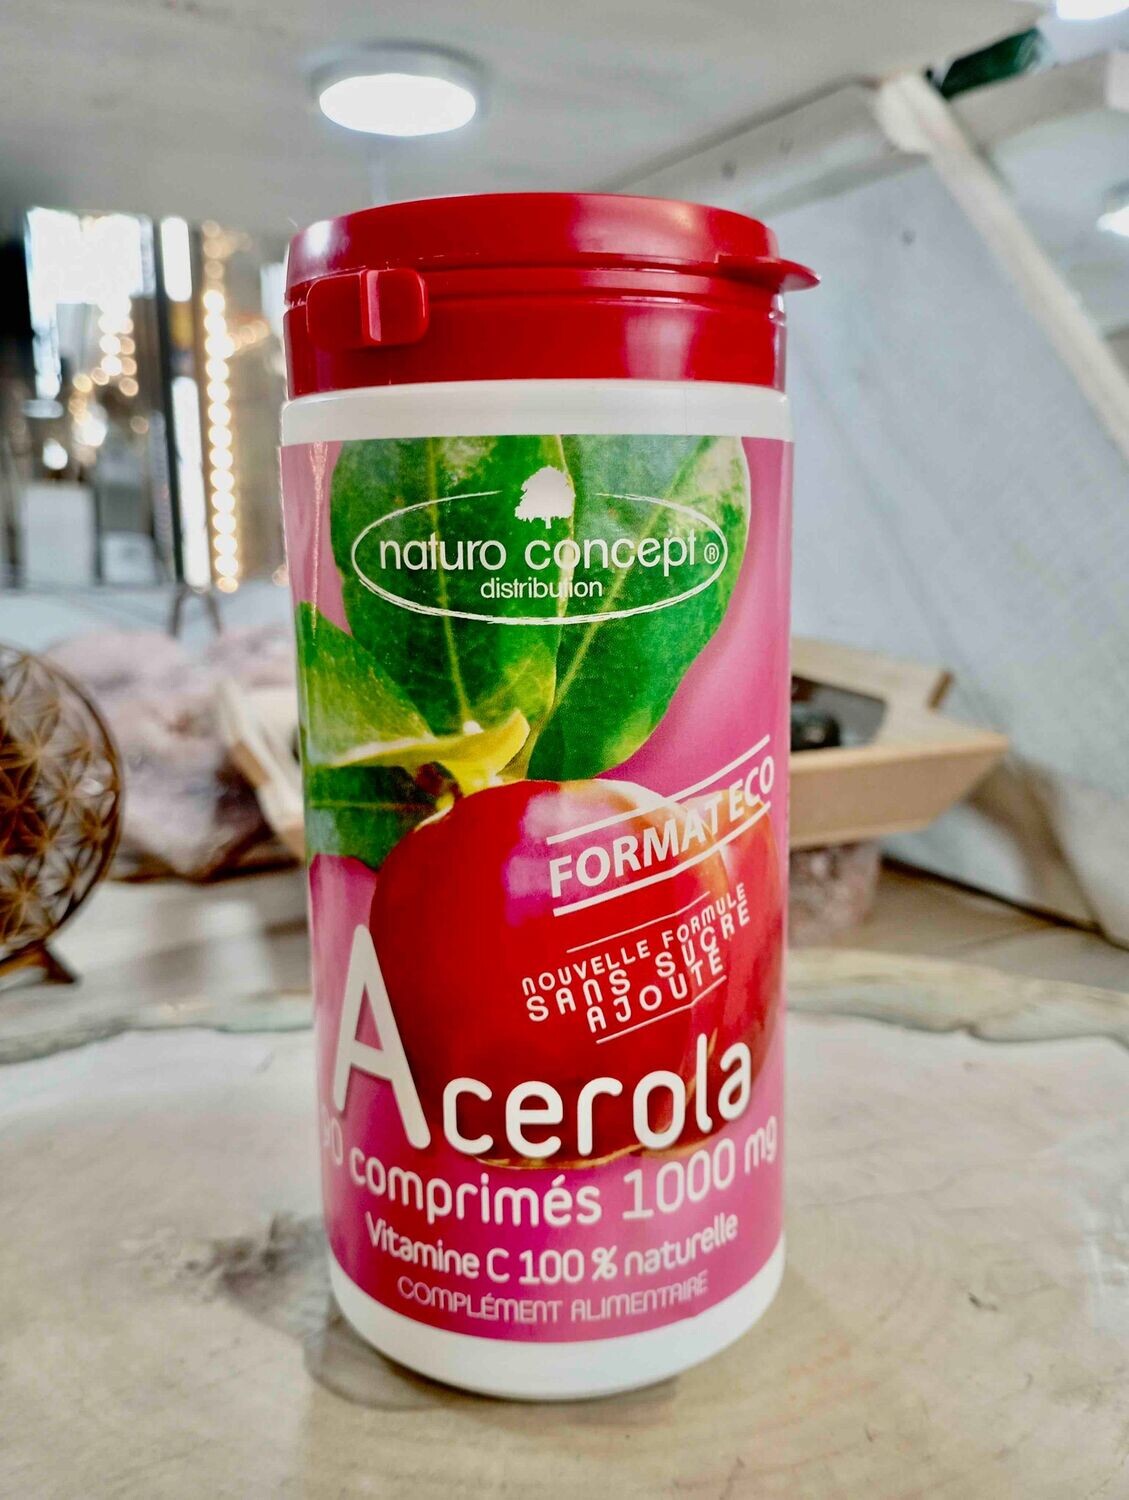 naturo concept ®
distribution
FORMAT ECO
NOUVELLE FORMULE
SANS SUCRE
AJOUTÉ
Acerola
comprimés 1000 mg
Vitamine C 100 % naturelle
COMPLÉMENT ALIMENTAIRE